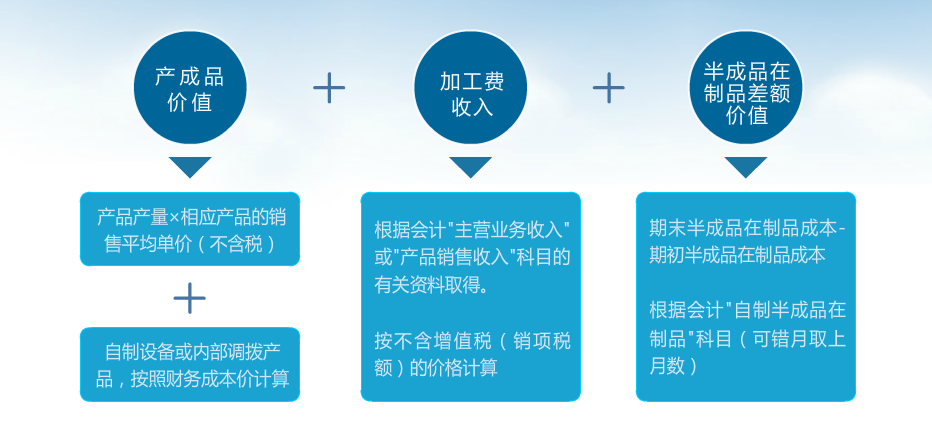 产成品
价值
+
加工费
收入
+
半成品在
制品差额
价值
产品产量×相应产品的销
售平均单价（不含税）
+
自制设备或内部调拨产
品，按照财务成本价计算
根据会计"主营业务收入"
或"产品销售收入"科目的
有关资料取得。
按不含增值税（销项税
额）的价格计算
期末半成品在制品成本-
期初半成品在制品成本
根据会计"自制半成品在
制品"科目（可错月取上
月数）